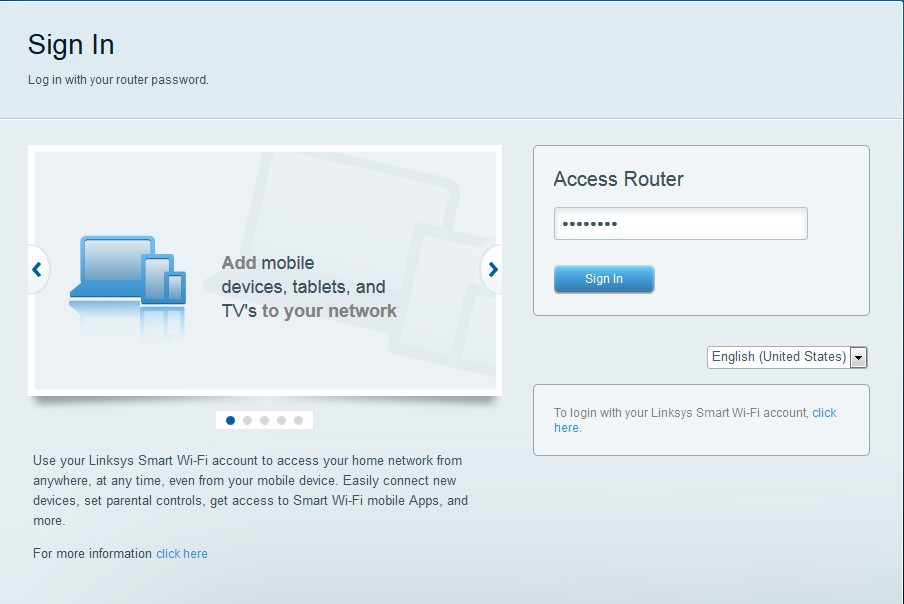 Sign In
Log in with your router password.
Add mobile
devices, tablets, and
TV's to your network
Access Router
••••••••
Sign In
English (United States)
To login with your Linksys Smart Wi-Fi account, click
here.
Use your Linksys Smart Wi-Fi account to access your home network from
anywhere, at any time, even from your mobile device. Easily connect new
devices, set parental controls, get access to Smart Wi-Fi mobile Apps, and
more.
For more information click here